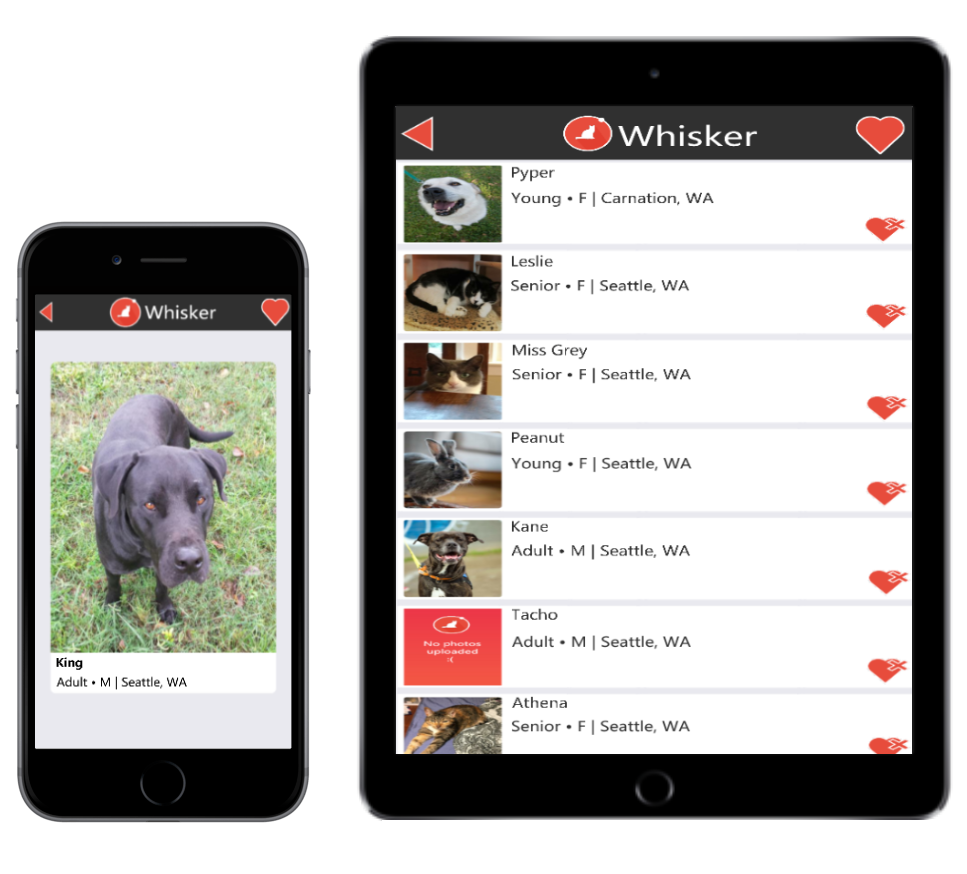 Whisker
King
Adult • M | Seattle, WA
Whisker
Pyper
Young • F | Carnation, WA
Leslie
Senior • F | Seattle, WA
Miss Grey
Senior • F | Seattle, WA
Peanut
Young • F | Seattle, WA
Kane
Adult • M | Seattle, WA
No photos
uploaded
:(
Tacho
Adult • M | Seattle, WA
Athena
Senior • F | Seattle, WA